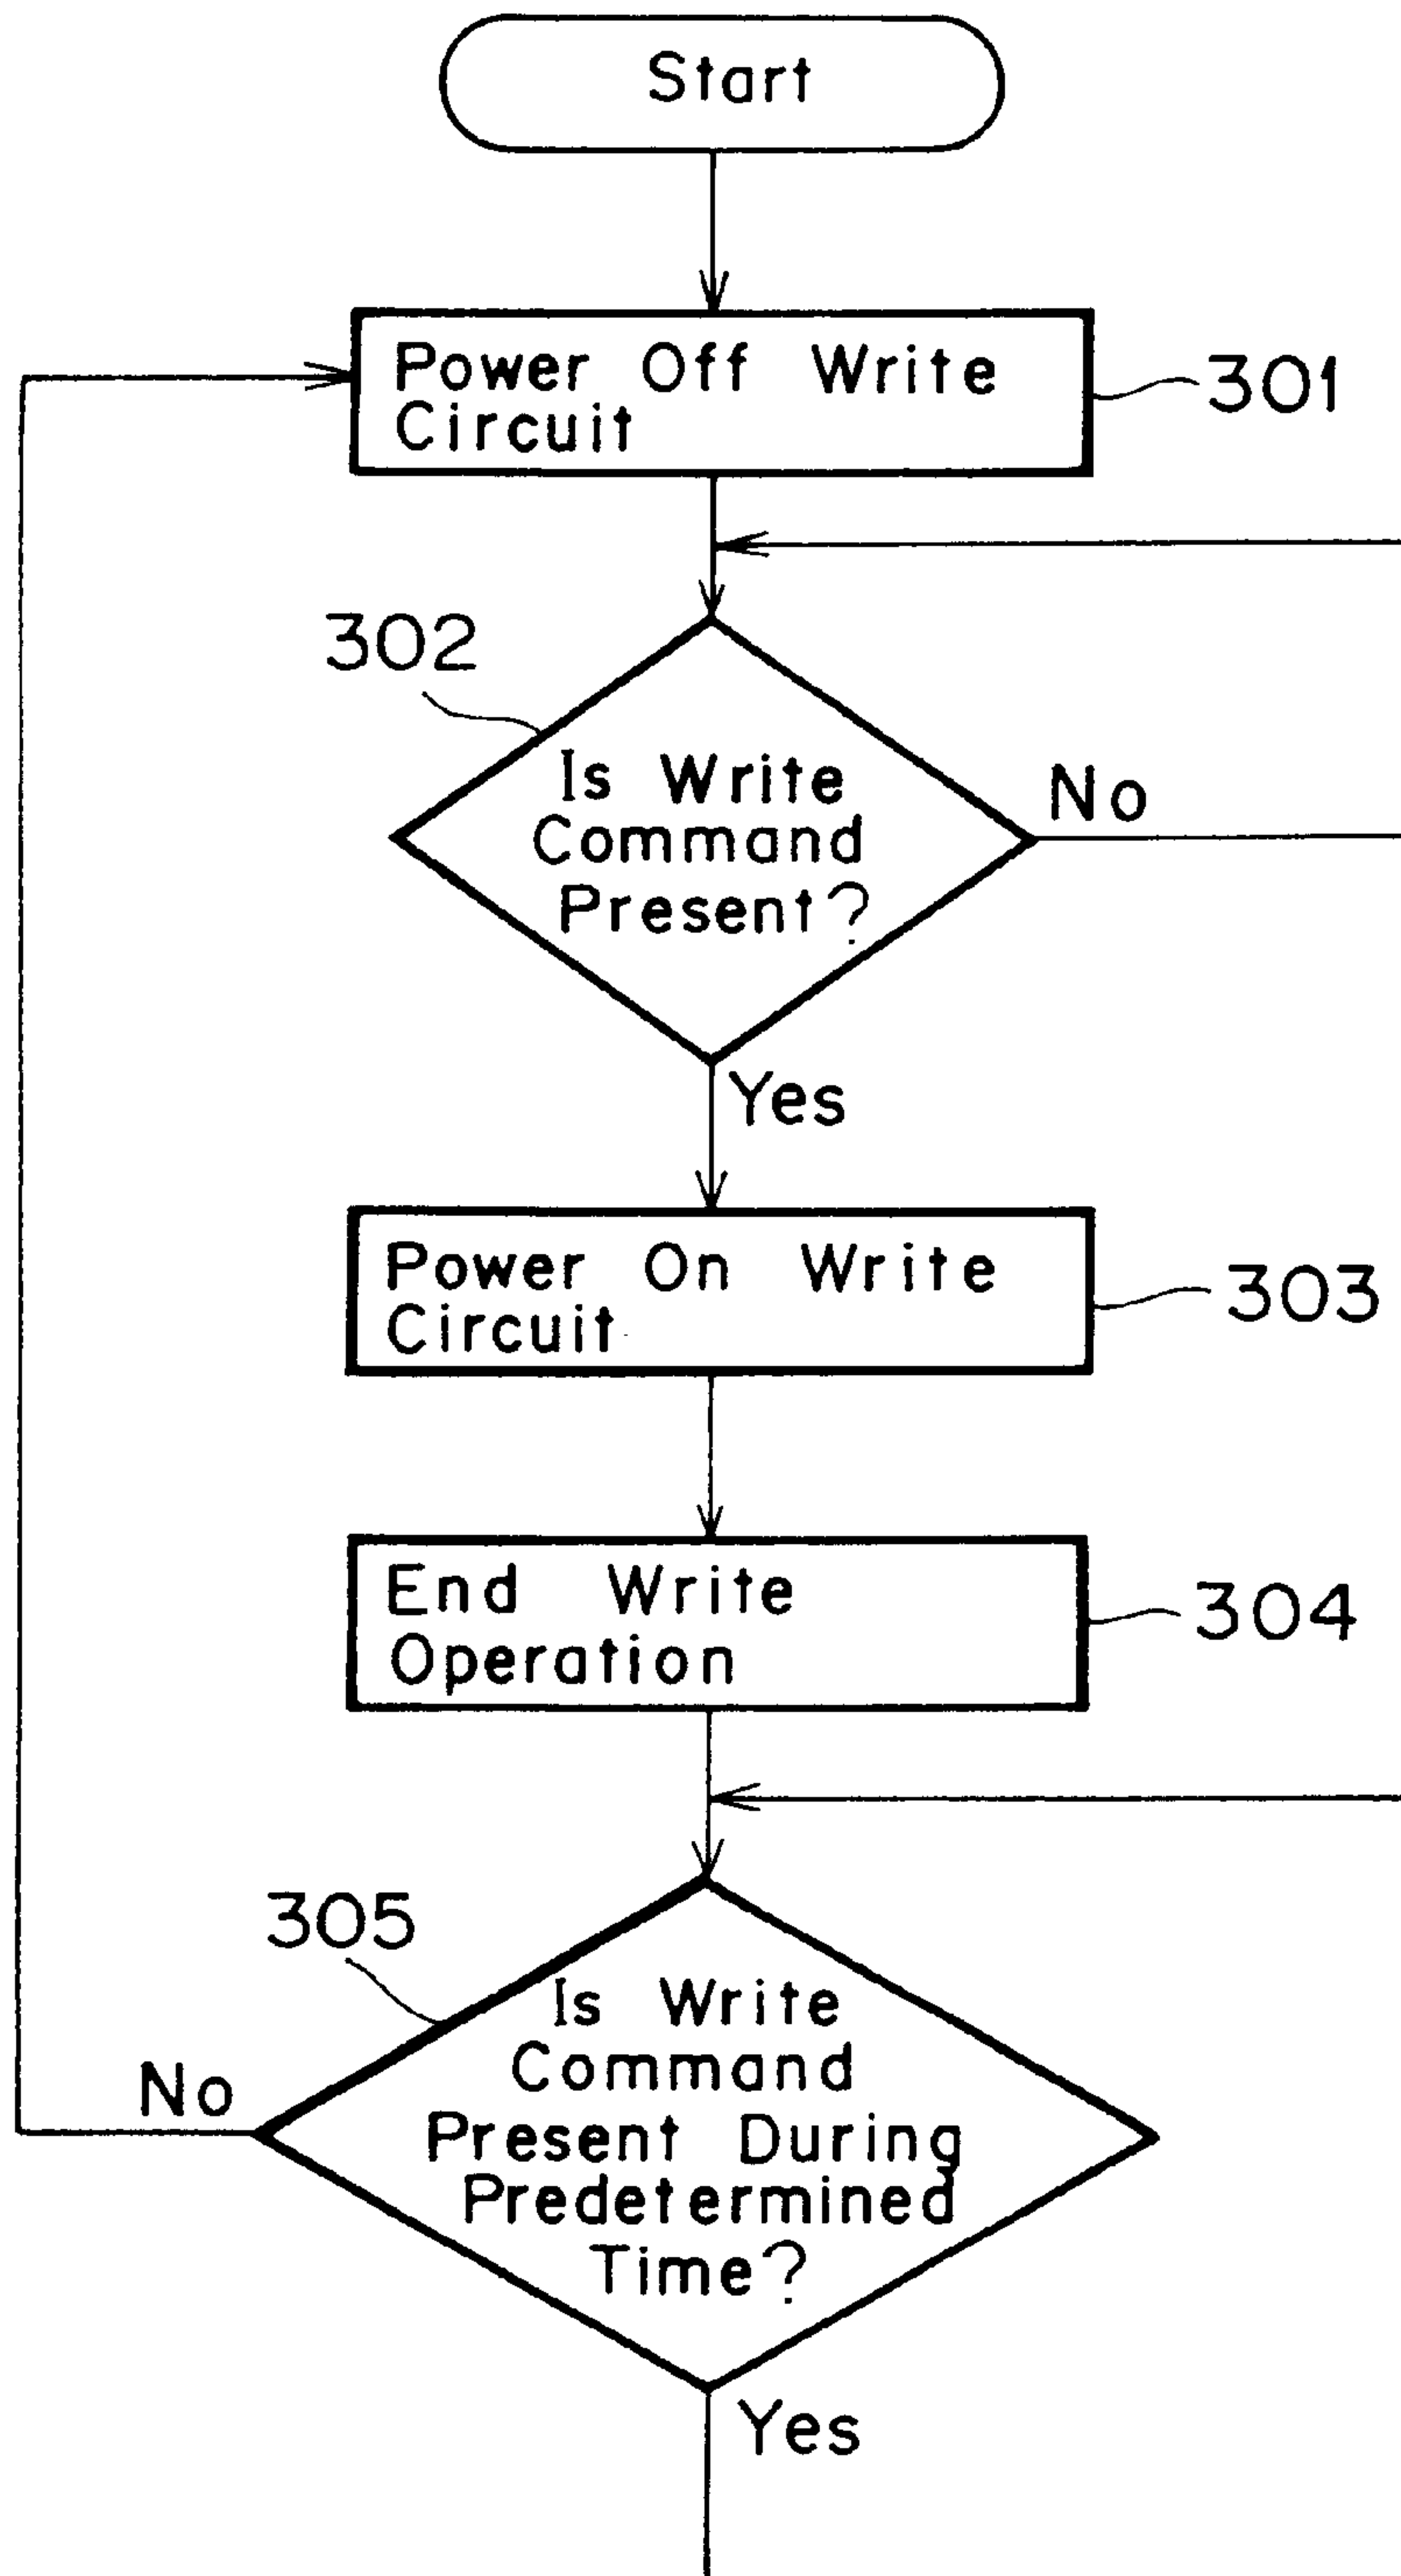 Start
Power Off Write
Circuit
301
302
Is Write
Command
Present?
No
Yes
Power On Write
Circuit
303
End Write
Operation
304
305
Is Write
Command
Present During
Predetermined
Time?
No
Yes